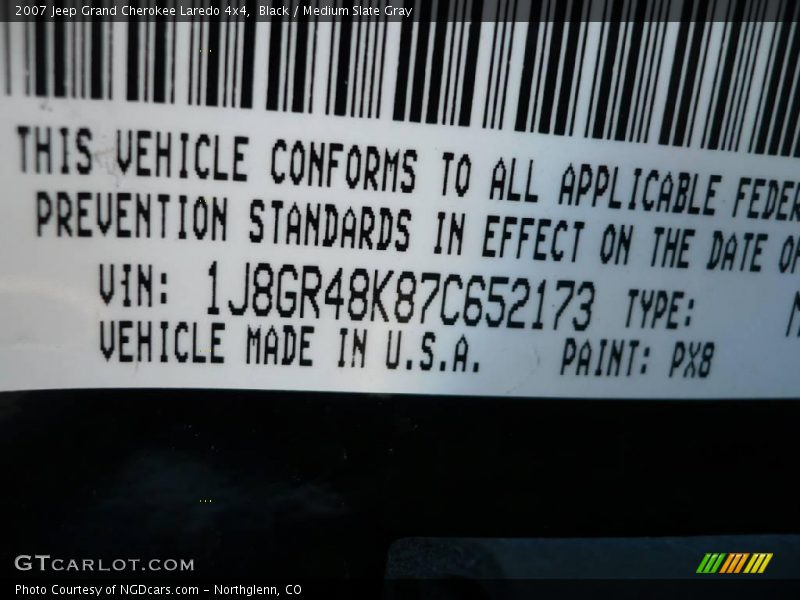 2007 Jeep Grand Cherokee Laredo 4x4, Black / Medium Slate Gray
THIS VEHICLE CONFORMS TO ALL APPLICABLE FEDER
PREVENTION STANDARDS IN EFFECT ON THE DATE OF
VIN: 1J8GR48K87C652173 TYPE:
VEHICLE MADE IN U.S.A. PAINT: PX8
GTCARLOT.COM
Photo Courtesy of NGDcars.com – Northglenn, CO